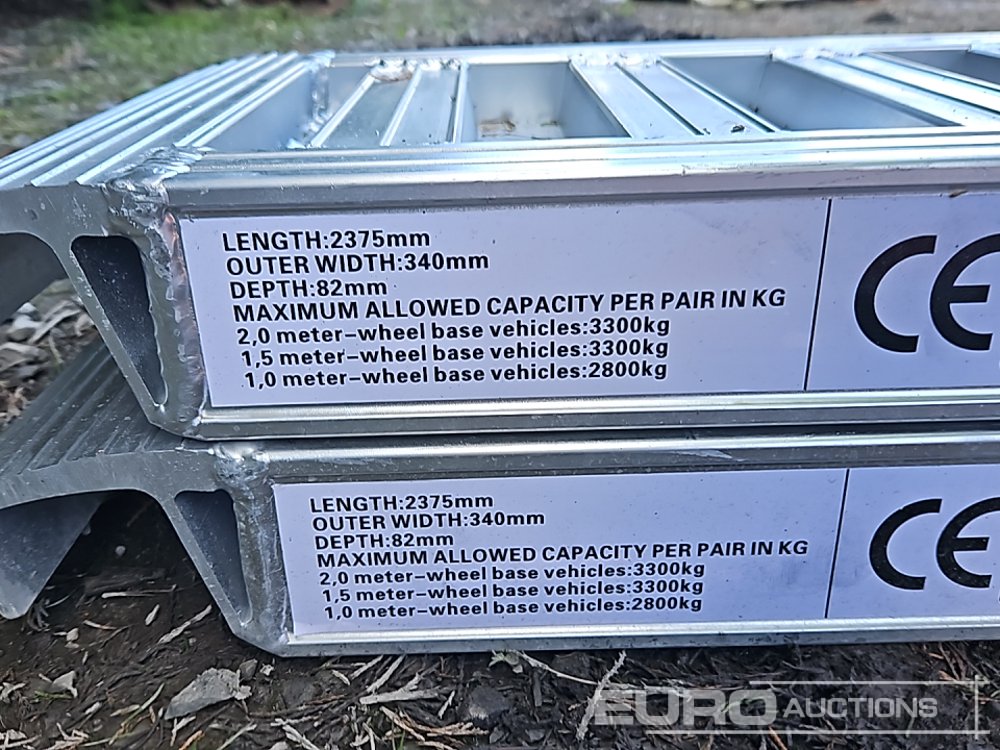 LENGTH:2375mm
OUTER WIDTH:340mm
DEPTH:82mm
MAXIMUM ALLOWED CAPACITY PER PAIR IN KG
2,0 meter-wheel base vehicles:3300kg
1,5 meter-wheel base vehicles:3300kg
1,0 meter-wheel base vehicles:2800kg
CE
LENGTH:2375mm
OUTER WIDTH:340mm
DEPTH:82mm
MAXIMUM ALLOWED CAPACITY PER PAIR IN KG
2,0 meter-wheel base vehicles:3300kg
1,5 meter-wheel base vehicles:3300kg
1,0 meter-wheel base vehicles:2800kg
CE
EURO AUCTIONS